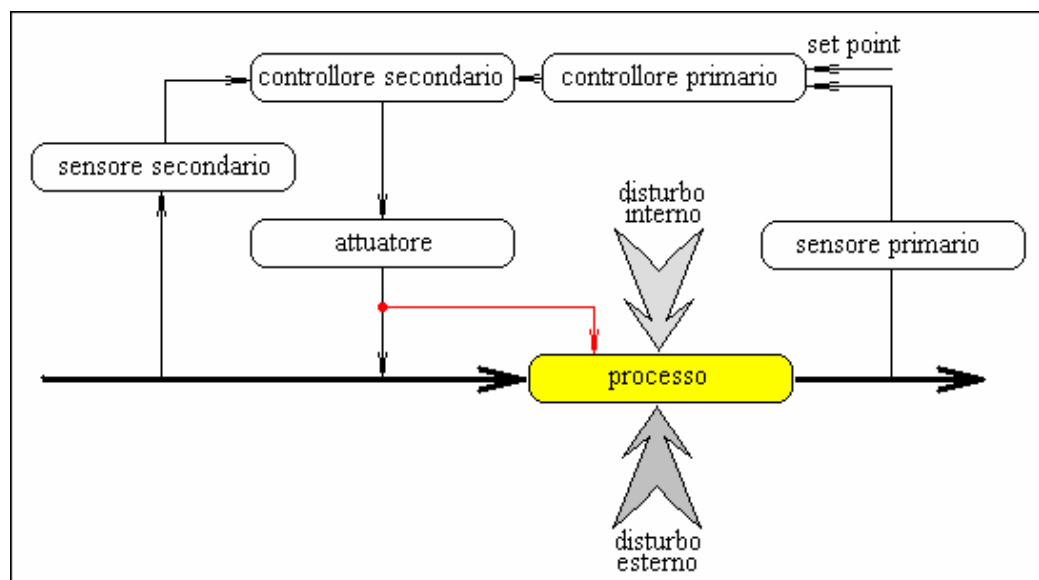 set point
controllore secondario
controllore primario
sensore secondario
disturbo
interno
attuatore
sensore primario
processo
disturbo
esterno